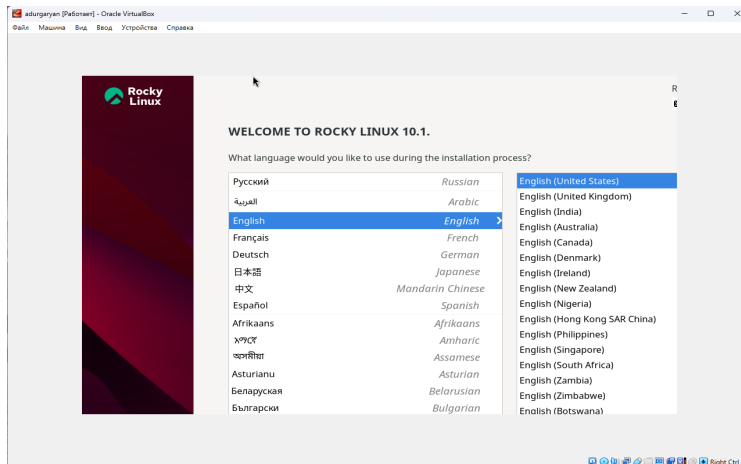 adurgaryan [Работает] - Oracle VirtualBox
Файл Машина Вид Ввод Устройства Справка
Rocky
Linux
R
WELCOME TO ROCKY LINUX 10.1.
What language would you like to use during the installation process?
Русский Russian
العربية Arabic
English English
Français French
Deutsch German
日本語 Japanese
中文 Mandarin Chinese
Español Spanish
Afrikaans Afrikaans
አማርኛ Amharic
অসমীয়া Assamese
Asturianu Asturian
Беларуская Belarusian
Български Bulgarian
English (United States)
English (United Kingdom)
English (India)
English (Australia)
English (Canada)
English (Denmark)
English (Ireland)
English (New Zealand)
English (Nigeria)
English (Hong Kong SAR China)
English (Philippines)
English (Singapore)
English (South Africa)
English (Zambia)
English (Zimbabwe)
English (Botswana)
Right Ctrl